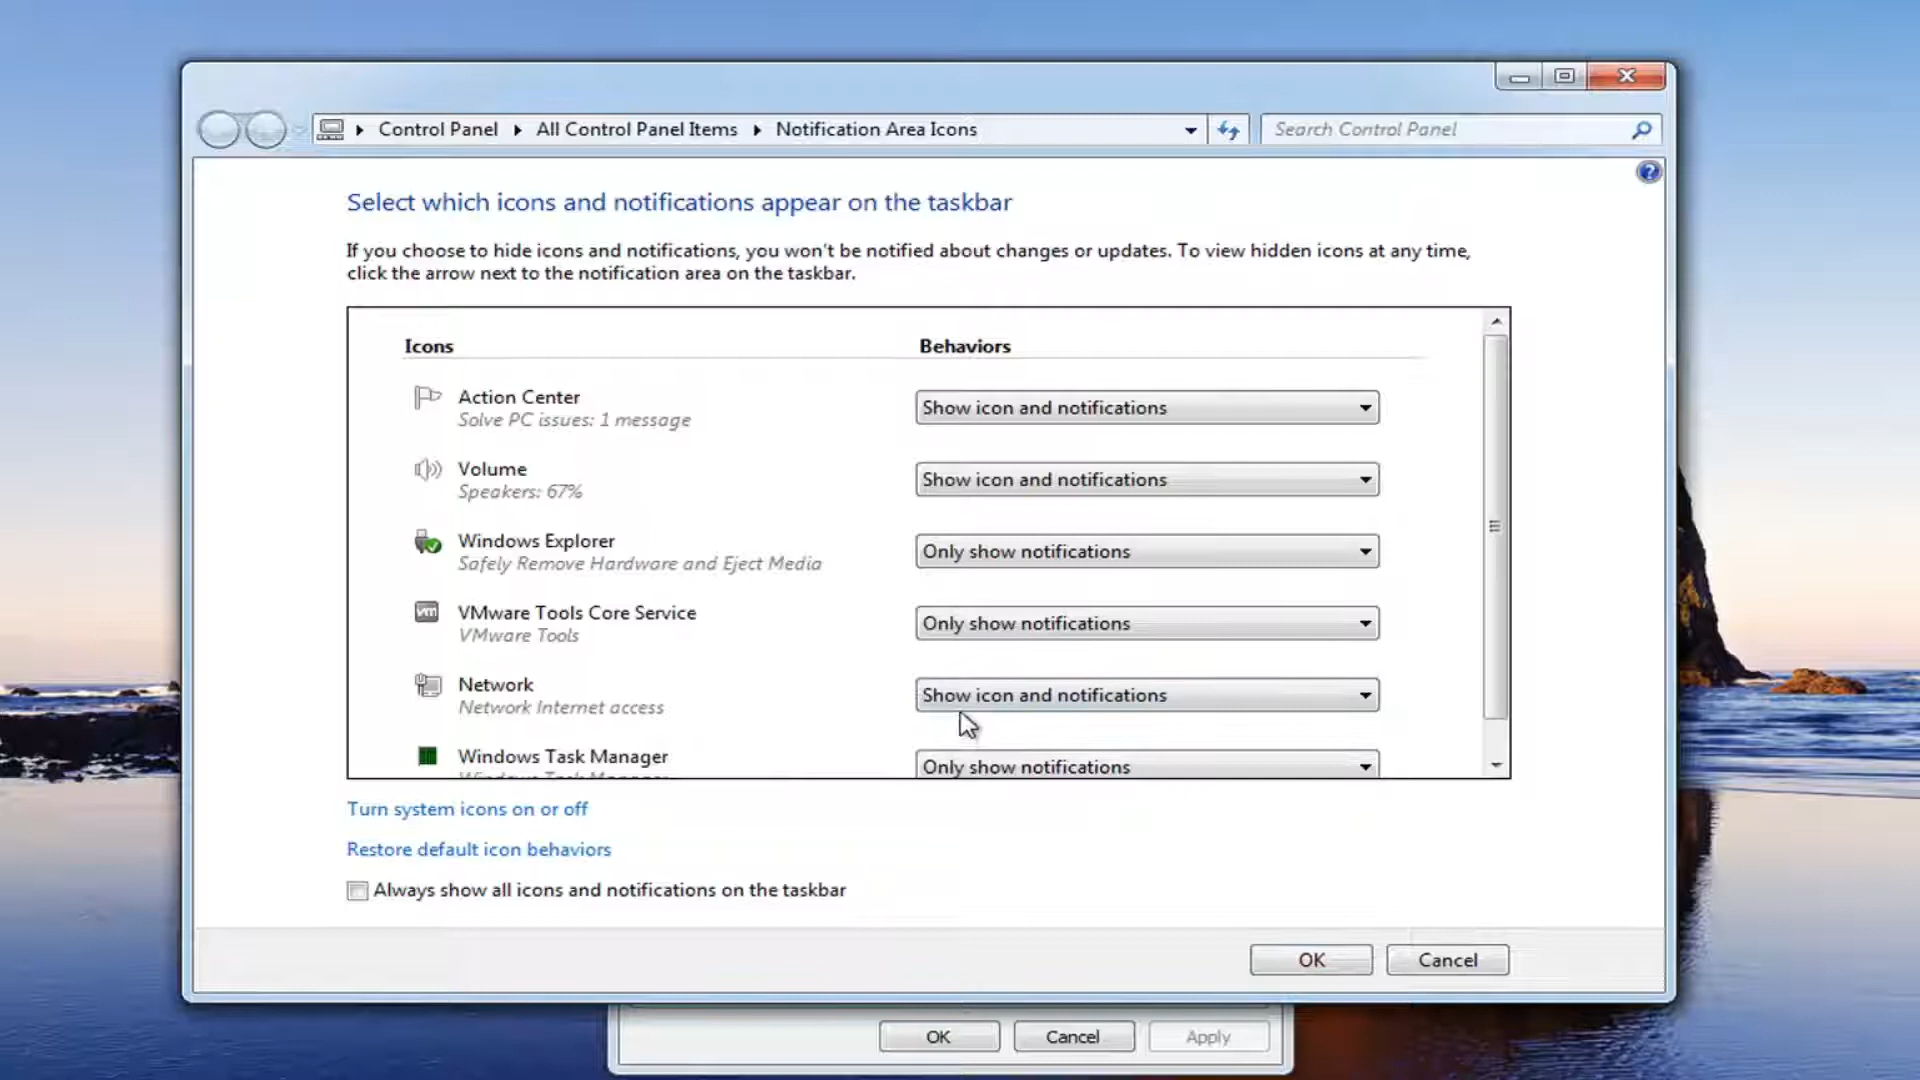 Control Panel ▸ All Control Panel Items ▸ Notification Area Icons
Search Control Panel
Select which icons and notifications appear on the taskbar
If you choose to hide icons and notifications, you won't be notified about changes or updates. To view hidden icons at any time,
click the arrow next to the notification area on the taskbar.
Icons Behaviors
Action Center
Solve PC issues: 1 message
Show icon and notifications
Volume
Speakers: 67%
Show icon and notifications
Windows Explorer
Safely Remove Hardware and Eject Media
Only show notifications
VMware Tools Core Service
VMware Tools
Only show notifications
Network
Network Internet access
Show icon and notifications
Windows Task Manager
Windows Task Manager
Only show notifications
Turn system icons on or off
Restore default icon behaviors
Always show all icons and notifications on the taskbar
OK Cancel
OK Cancel Apply